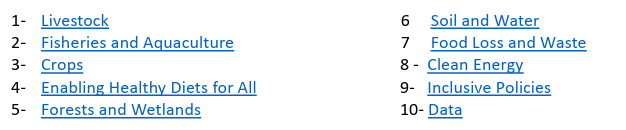 1- Livestock
2- Fisheries and Aquaculture
3- Crops
4- Enabling Healthy Diets for All
5- Forests and Wetlands
6 Soil and Water
7 Food Loss and Waste
8 - Clean Energy
9- Inclusive Policies
10- Data